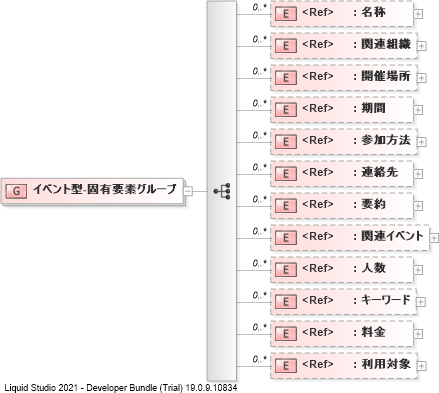 0..* E <Ref> : 名称
0..* E <Ref> : 関連組織
0..* E <Ref> : 開催場所
0..* E <Ref> : 期間
0..* E <Ref> : 参加方法
0..* E <Ref> : 連絡先
G イベント型-固有要素グループ
0..* E <Ref> : 要約
0..* E <Ref> : 関連イベント
0..* E <Ref> : 人数
0..* E <Ref> : キーワード
0..* E <Ref> : 料金
0..* E <Ref> : 利用対象
Liquid Studio 2021 - Developer Bundle (Trial) 19.0.9.10834